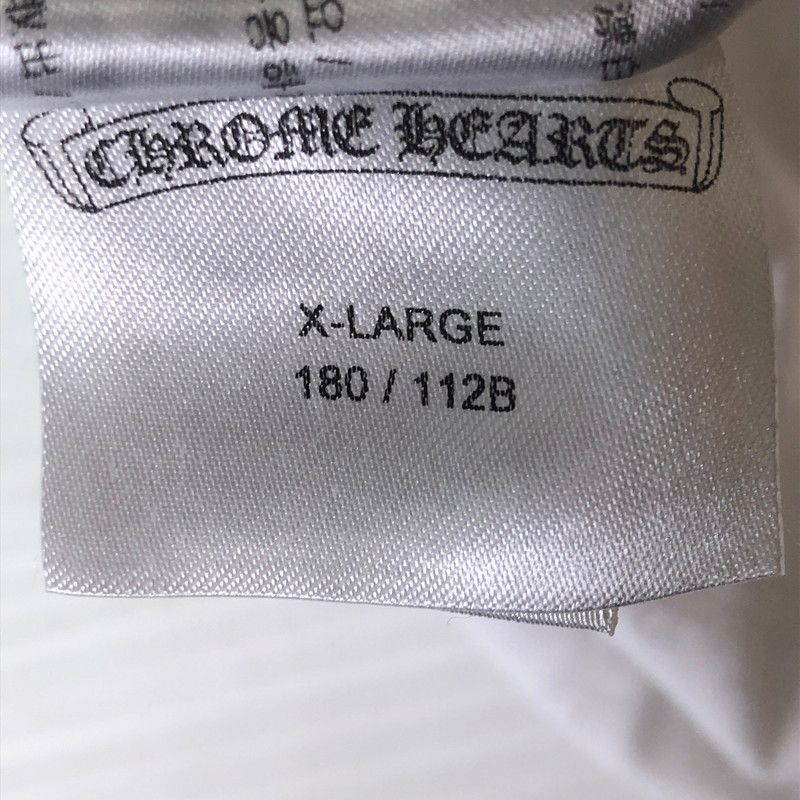 CHROME HEARTS
X-LARGE
180 / 112B